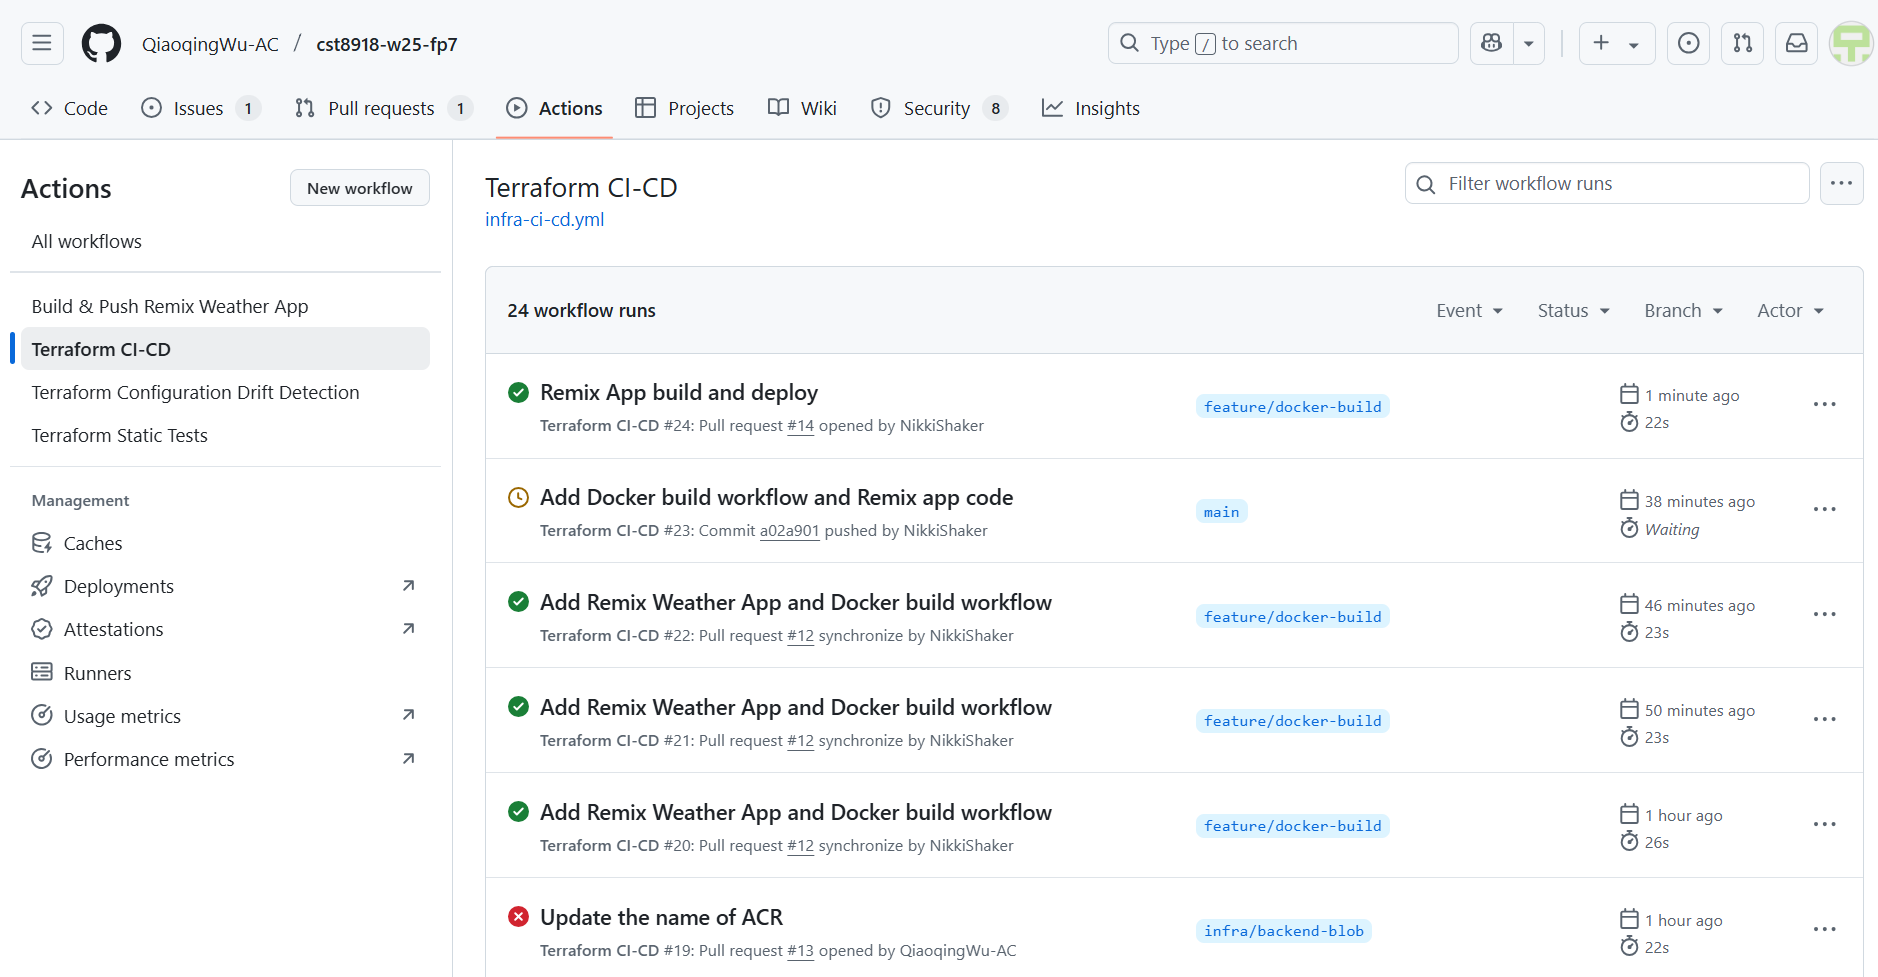 QiaoqingWu-AC / cst8918-w25-fp7
Type / to search
Code
Issues 1
Pull requests 1
Actions
Projects
Wiki
Security 8
Insights
Actions
New workflow
All workflows
Build & Push Remix Weather App
Terraform CI-CD
Terraform Configuration Drift Detection
Terraform Static Tests
Management
Caches
Deployments
Attestations
Runners
Usage metrics
Performance metrics
Terraform CI-CD
infra-ci-cd.yml
Filter workflow runs
24 workflow runs
Event
Status
Branch
Actor
Remix App build and deploy
Terraform CI-CD #24: Pull request #14 opened by NikkiShaker
feature/docker-build
1 minute ago
22s
Add Docker build workflow and Remix app code
Terraform CI-CD #23: Commit a02a901 pushed by NikkiShaker
main
38 minutes ago
Waiting
Add Remix Weather App and Docker build workflow
Terraform CI-CD #22: Pull request #12 synchronize by NikkiShaker
feature/docker-build
46 minutes ago
23s
Add Remix Weather App and Docker build workflow
Terraform CI-CD #21: Pull request #12 synchronize by NikkiShaker
feature/docker-build
50 minutes ago
23s
Add Remix Weather App and Docker build workflow
Terraform CI-CD #20: Pull request #12 synchronize by NikkiShaker
feature/docker-build
1 hour ago
26s
Update the name of ACR
Terraform CI-CD #19: Pull request #13 opened by QiaoqingWu-AC
infra/backend-blob
1 hour ago
22s